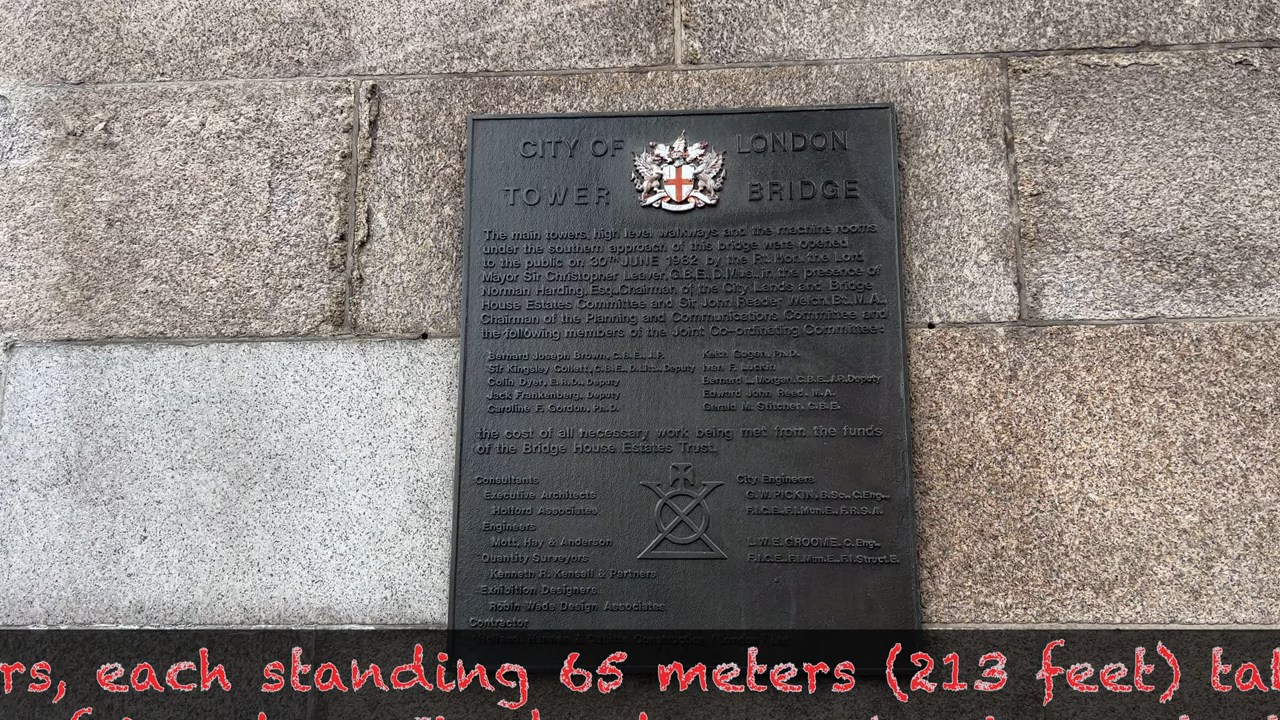 CITY OF LONDON
TOWER BRIDGE
The main towers, high level walkways and the machine rooms
under the southern approach of this bridge were opened
to the public on 30TH JUNE 1982 by the Rt. Hon. the Lord
Mayor Sir Christopher Leaver, G.B.E., D.Mus., in the presence of
Norman Harding, Esq., Chairman of the City Lands and Bridge
House Estates Committee and Sir John Reader Welch, Bt., M.A.,
Chairman of the Planning and Communications Committee and
the following members of the Joint Co-ordinating Committee:
Bernard Joseph Brown, C.B.E., J.P. Keith Gugan, Ph.D.
Sir Kingsley Collett, C.B.E., D.Litt., Deputy Ivan F. Luckin
Colin Dyer, E.R.D., Deputy Bernard L. Morgan, C.B.E., J.P. Deputy
Jack Frankenberg, Deputy Edward John Reed, M.A.
Caroline F. Gordon, Ph.D. Gerald M. Stitcher, C.B.E.
the cost of all necessary work being met from the funds
of the Bridge House Estates Trust.
Consultants City Engineers
Executive Architects G. W. PICKIN, B.Sc., C.Eng.,
Holford Associates F.I.C.E., F.I.Mun.E., F.R.S.A.
Engineers
Mott, Hay & Anderson L. W. E. GROOME, C. Eng.,
Quantity Surveyors F.I.C.E., F.I.Mun.E., F.I.Struct.E.
Kenneth R. Kensall & Partners
Exhibition Designers
Robin Wade Design Associates
Contractor
rs, each standing 65 meters (213 feet) tal